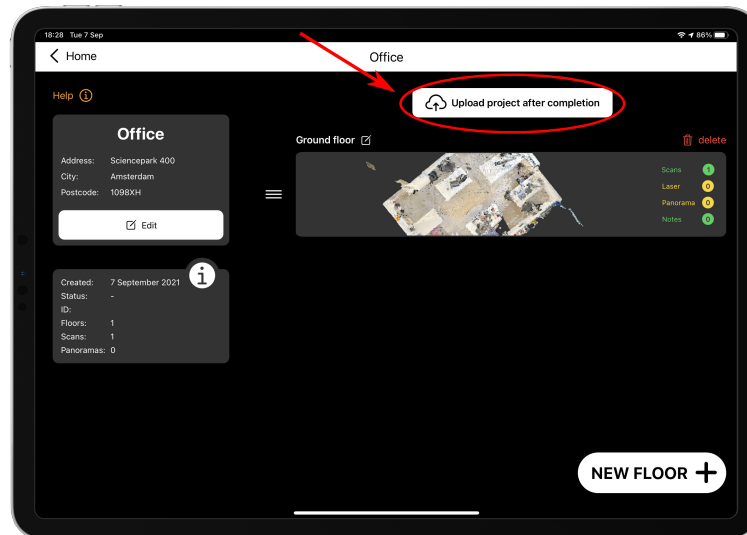 18:28 Tue 7 Sep
86%
Home
Office
Help
Upload project after completion
Office
Address: Sciencepark 400
City: Amsterdam
Postcode: 1098XH
Edit
Ground floor
delete
Scans 1
Laser 0
Panorama 0
Notes 0
Created: 7 September 2021
Status: -
ID:
Floors: 1
Scans: 1
Panoramas: 0
NEW FLOOR